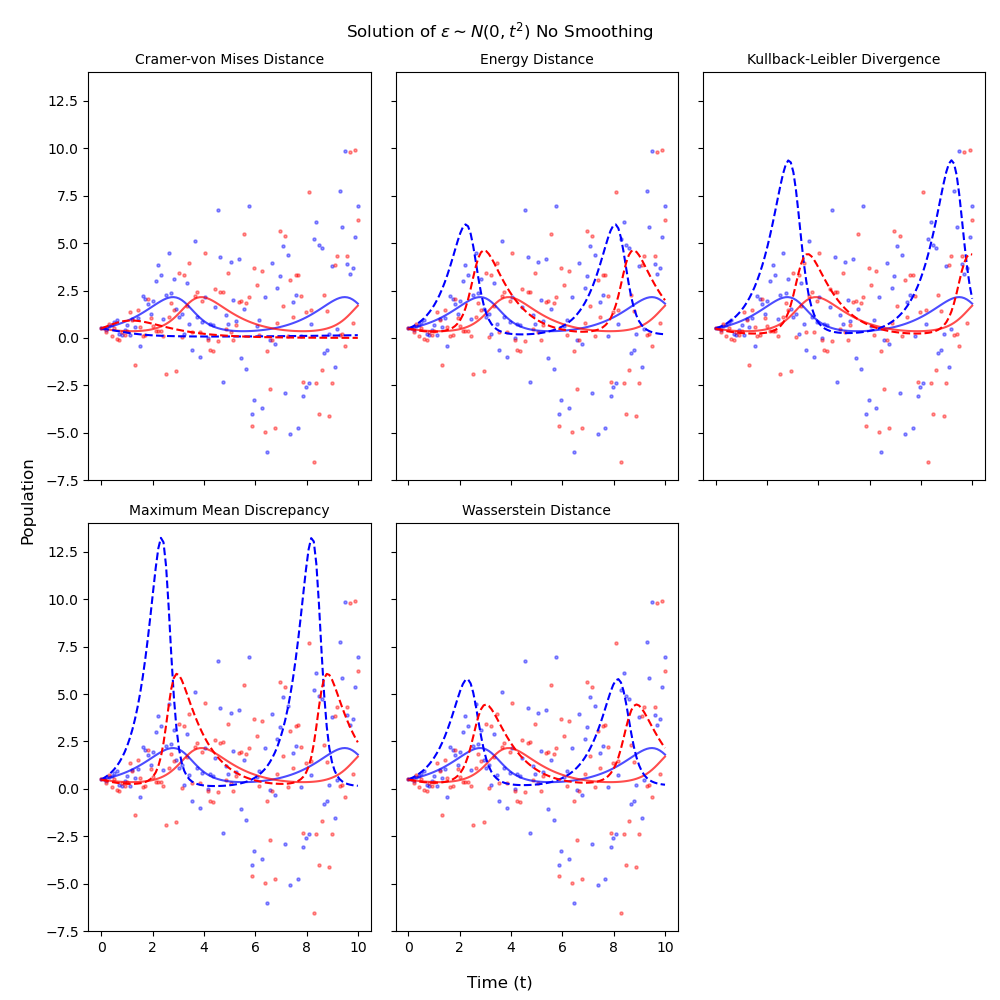 Solution of ε ~ N(0, t²) No Smoothing
Cramer-von Mises Distance
Energy Distance
Kullback-Leibler Divergence
12.5
10.0
7.5
5.0
2.5
0.0
−2.5
−5.0
−7.5
Population
Maximum Mean Discrepancy
Wasserstein Distance
12.5
10.0
7.5
5.0
2.5
0.0
−2.5
−5.0
−7.5
0 2 4 6 8 10
0 2 4 6 8 10
Time (t)